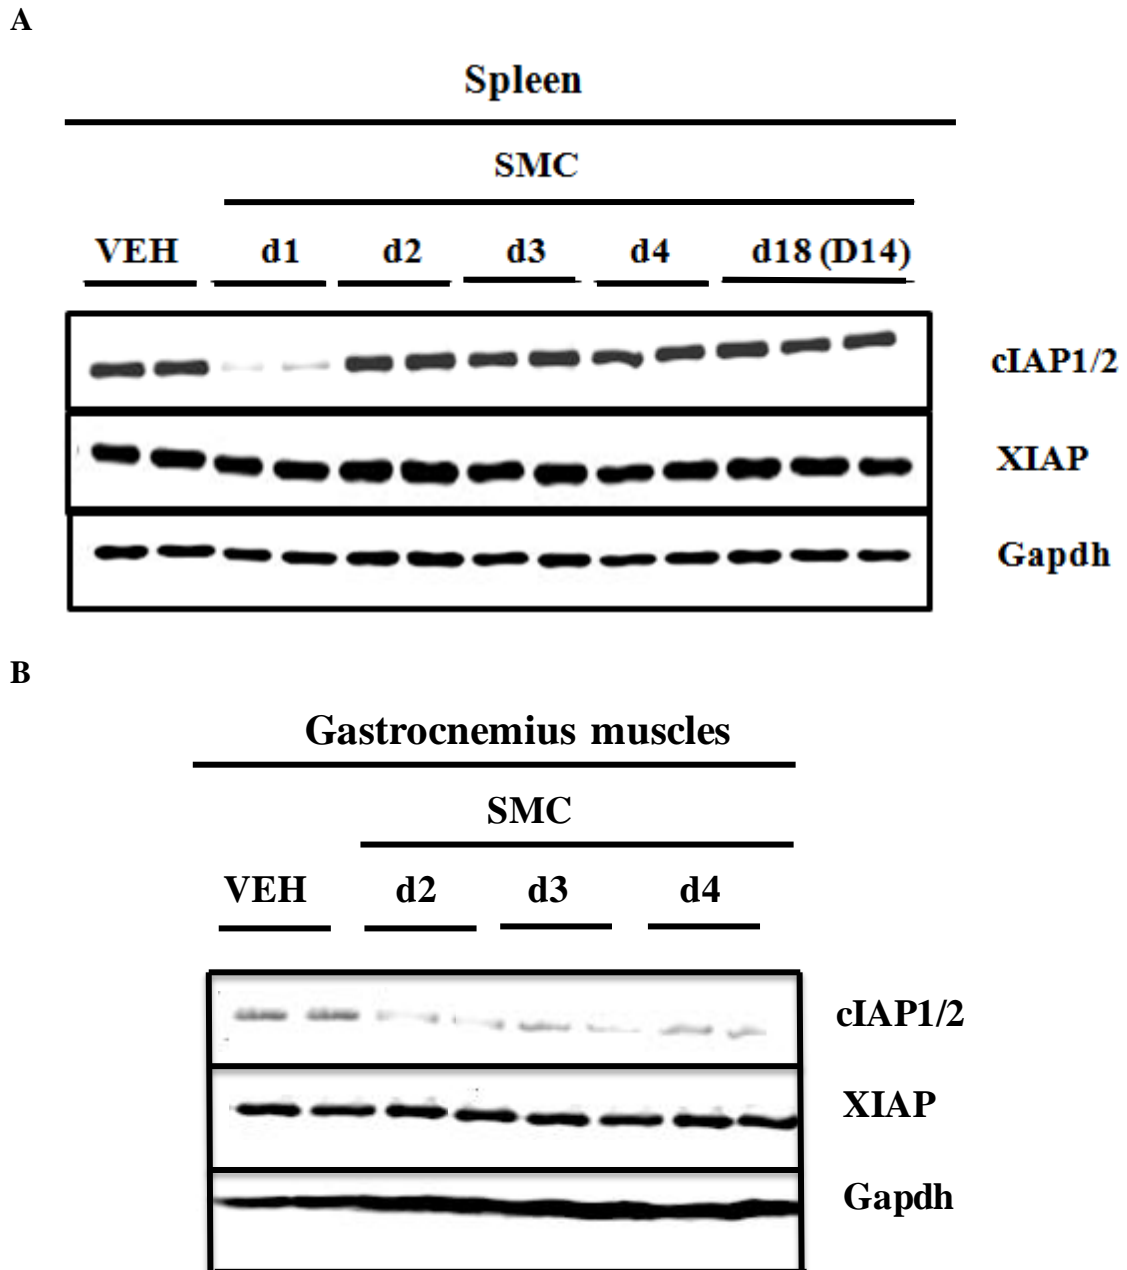 A
Spleen
SMC
VEH d1 d2 d3 d4 d18 (D14)
cIAP1/2
XIAP
Gapdh
B
Gastrocnemius muscles
SMC
VEH d2 d3 d4
cIAP1/2
XIAP
Gapdh